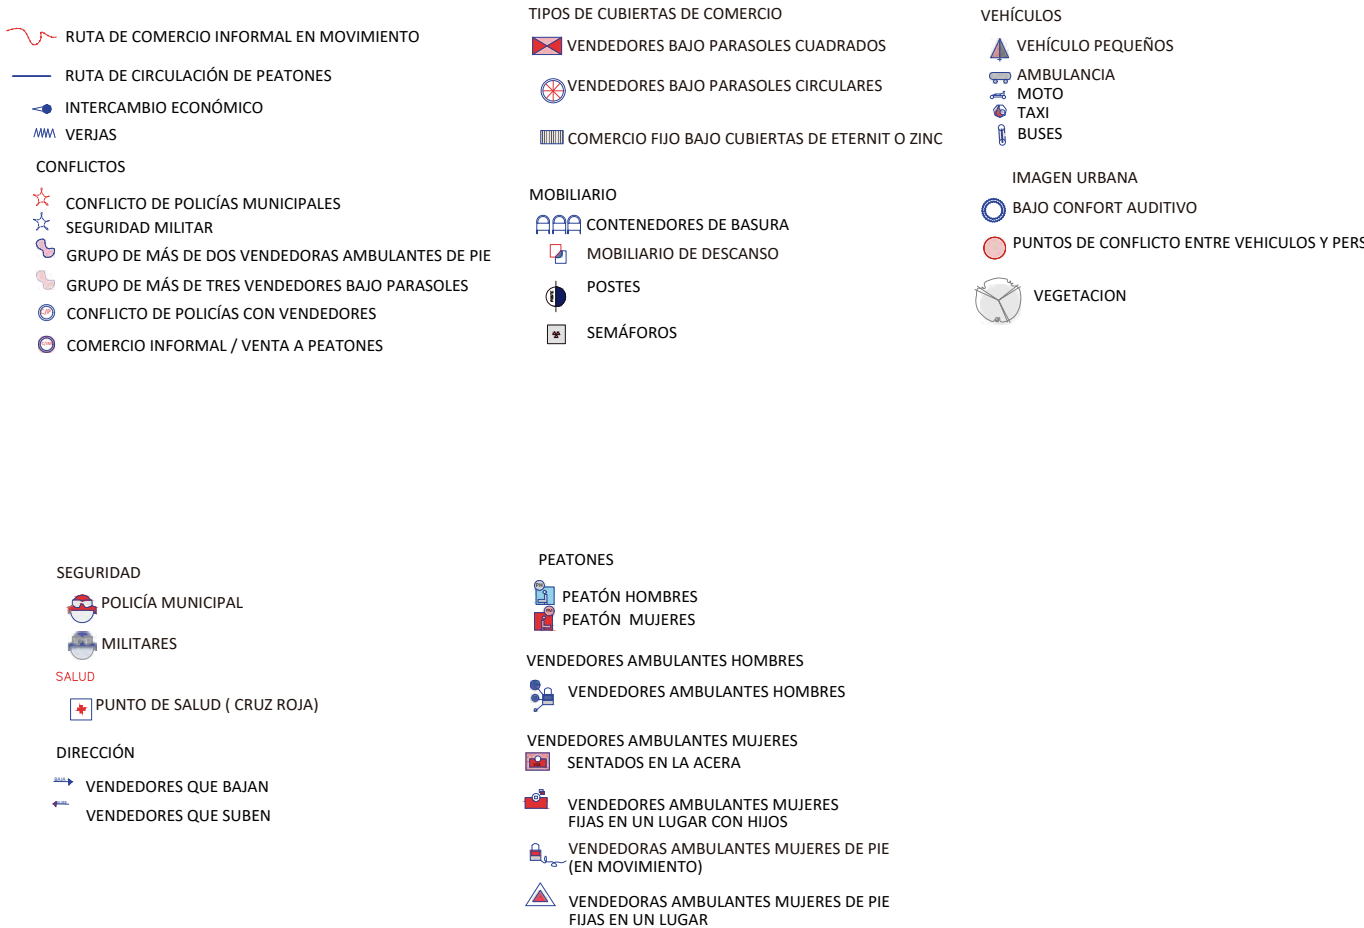 RUTA DE COMERCIO INFORMAL EN MOVIMIENTO
RUTA DE CIRCULACIÓN DE PEATONES
INTERCAMBIO ECONÓMICO
VERJAS
CONFLICTOS
CONFLICTO DE POLICÍAS MUNICIPALES
SEGURIDAD MILITAR
GRUPO DE MÁS DE DOS VENDEDORAS AMBULANTES DE PIE
GRUPO DE MÁS DE TRES VENDEDORES BAJO PARASOLES
CONFLICTO DE POLICÍAS CON VENDEDORES
COMERCIO INFORMAL / VENTA A PEATONES
TIPOS DE CUBIERTAS DE COMERCIO
VENDEDORES BAJO PARASOLES CUADRADOS
VENDEDORES BAJO PARASOLES CIRCULARES
COMERCIO FIJO BAJO CUBIERTAS DE ETERNIT O ZINC
MOBILIARIO
CONTENEDORES DE BASURA
MOBILIARIO DE DESCANSO
POSTES
SEMÁFOROS
VEHÍCULOS
VEHÍCULO PEQUEÑOS
AMBULANCIA
MOTO
TAXI
BUSES
IMAGEN URBANA
BAJO CONFORT AUDITIVO
PUNTOS DE CONFLICTO ENTRE VEHICULOS Y PERS
VEGETACION
SEGURIDAD
POLICÍA MUNICIPAL
MILITARES
SALUD
PUNTO DE SALUD ( CRUZ ROJA)
DIRECCIÓN
VENDEDORES QUE BAJAN
VENDEDORES QUE SUBEN
PEATONES
PEATÓN HOMBRES
PEATÓN MUJERES
VENDEDORES AMBULANTES HOMBRES
VENDEDORES AMBULANTES HOMBRES
VENDEDORES AMBULANTES MUJERES
SENTADOS EN LA ACERA
VENDEDORES AMBULANTES MUJERES
FIJAS EN UN LUGAR CON HIJOS
VENDEDORAS AMBULANTES MUJERES DE PIE
(EN MOVIMIENTO)
VENDEDORAS AMBULANTES MUJERES DE PIE
FIJAS EN UN LUGAR